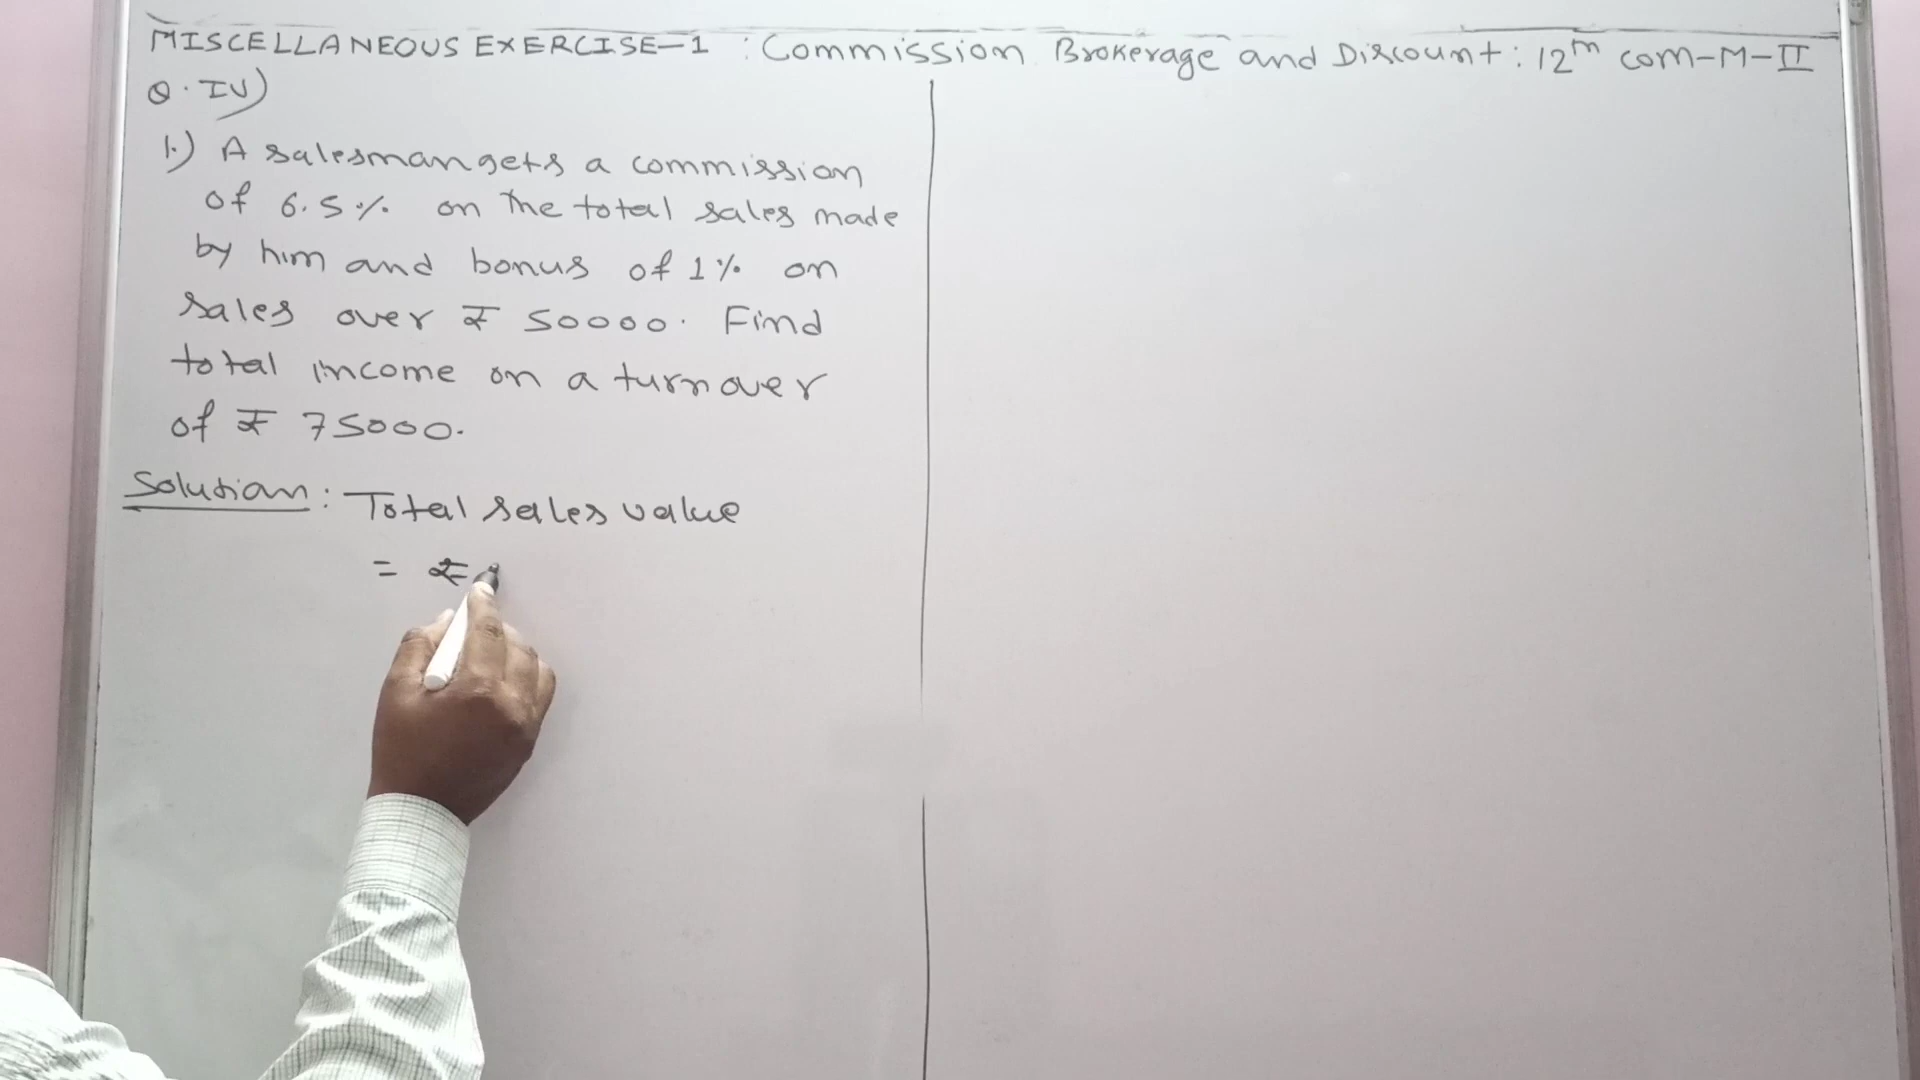 MISCELLANEOUS EXERCISE-1 : Commission Brokerage and Discount : 12th com-M-II
Q. IV)
1.) A salesman gets a commission
of 6.5% on the total sales made
by him and bonus of 1% on
sales over ₹ 50000. Find
total income on a turnover
of ₹ 75000.
Solution : Total sales value
= ₹